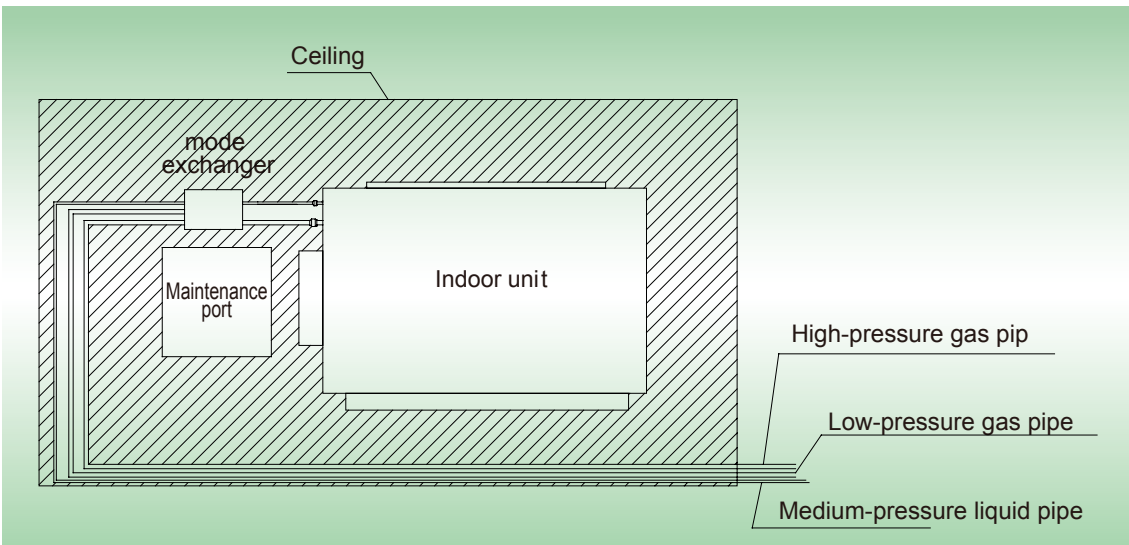 Ceiling
mode
exchanger
Maintenance
port
Indoor unit
High-pressure gas pip
Low-pressure gas pipe
Medium-pressure liquid pipe